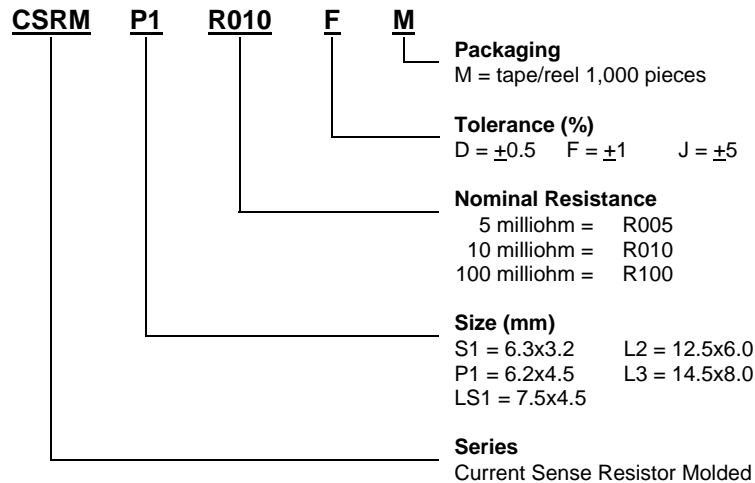 CSRM P1 R010 F M
Packaging
M = tape/reel 1,000 pieces
Tolerance (%)
D = ±0.5 F = ±1 J = ±5
Nominal Resistance
5 milliohm = R005
10 milliohm = R010
100 milliohm = R100
Size (mm)
S1 = 6.3x3.2 L2 = 12.5x6.0
P1 = 6.2x4.5 L3 = 14.5x8.0
LS1 = 7.5x4.5
Series
Current Sense Resistor Molded